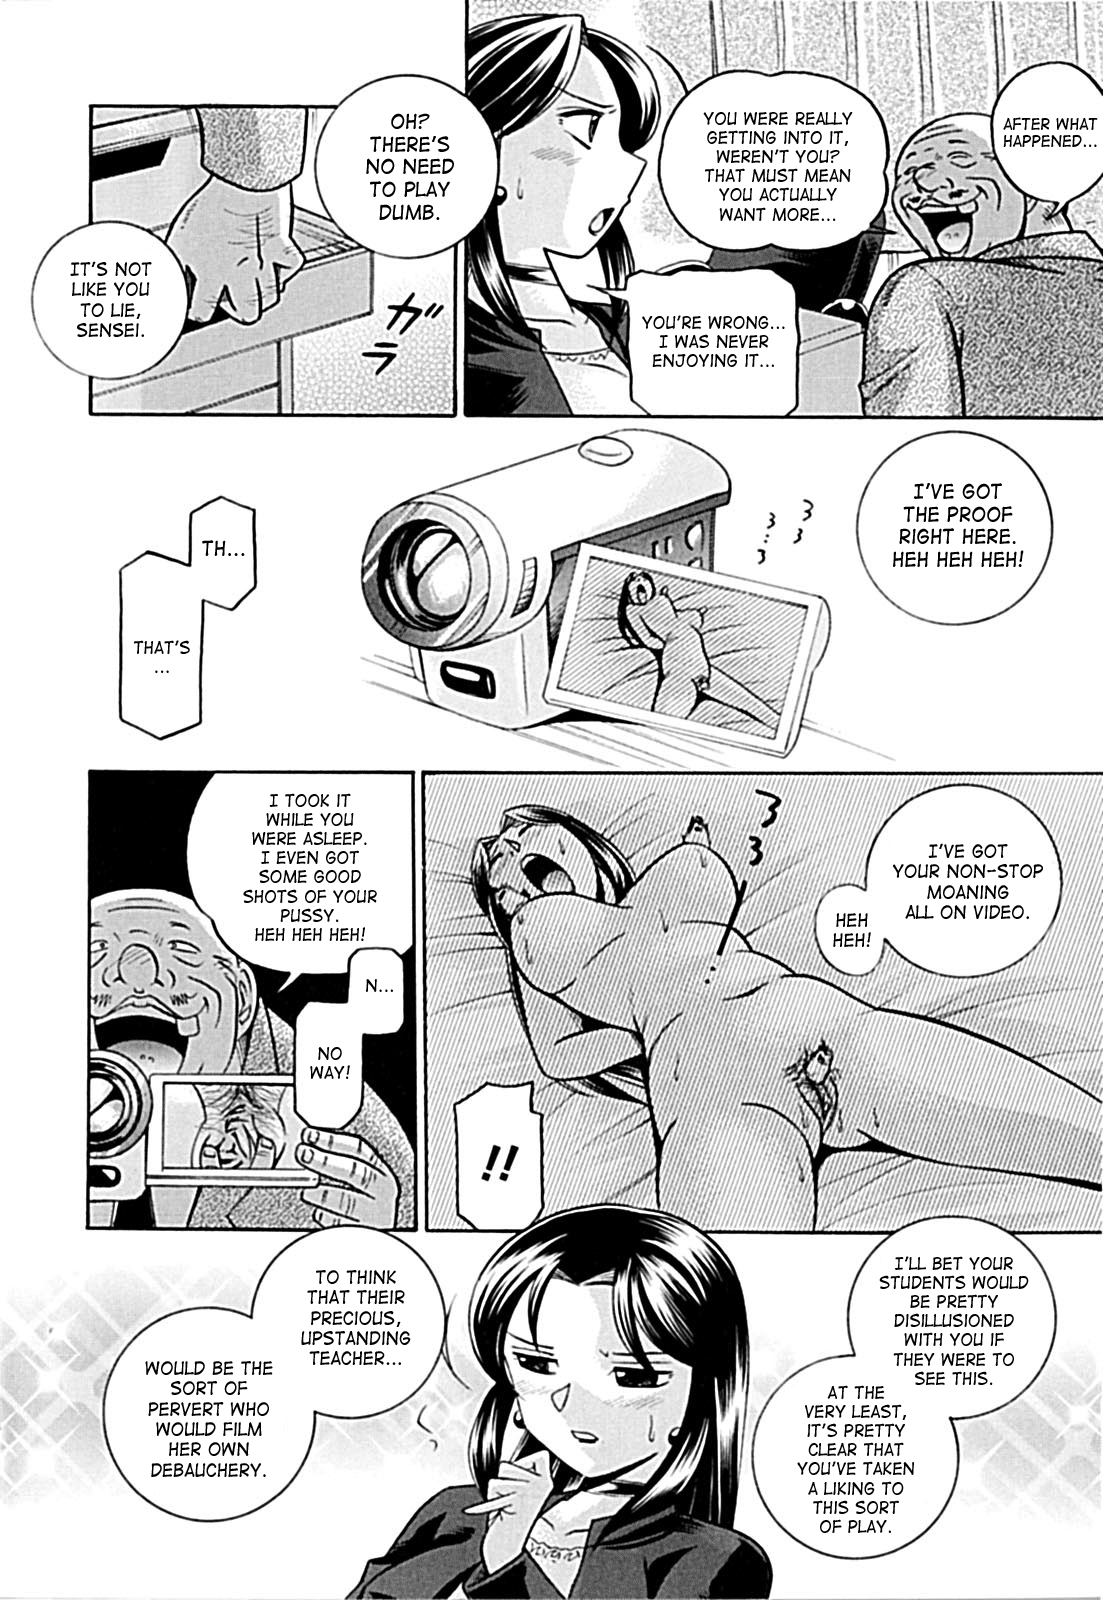 AFTER WHAT
HAPPENED...
YOU WERE REALLY
GETTING INTO IT,
WEREN'T YOU?
THAT MUST MEAN
YOU ACTUALLY
WANT MORE...
YOU'RE WRONG...
I WAS NEVER
ENJOYING IT...
OH?
THERE'S
NO NEED
TO PLAY
DUMB.
IT'S NOT
LIKE YOU
TO LIE,
SENSEI.
ガラ
I'VE GOT
THE PROOF
RIGHT HERE.
HEH HEH HEH!
TH...
THAT'S
...
I'VE GOT
YOUR NON-STOP
MOANING
ALL ON VIDEO.
HEH
HEH!
!!
I TOOK IT
WHILE YOU
WERE ASLEEP.
I EVEN GOT
SOME GOOD
SHOTS OF YOUR
PUSSY.
HEH HEH HEH!
N...
NO
WAY!
I'LL BET YOUR
STUDENTS WOULD
BE PRETTY
DISILLUSIONED
WITH YOU IF
THEY WERE TO
SEE THIS.
AT THE
VERY LEAST,
IT'S PRETTY
CLEAR THAT
YOU'VE TAKEN
A LIKING TO
THIS SORT
OF PLAY.
TO THINK
THAT THEIR
PRECIOUS,
UPSTANDING
TEACHER...
WOULD BE THE
SORT OF
PERVERT WHO
WOULD FILM
HER OWN
DEBAUCHERY.